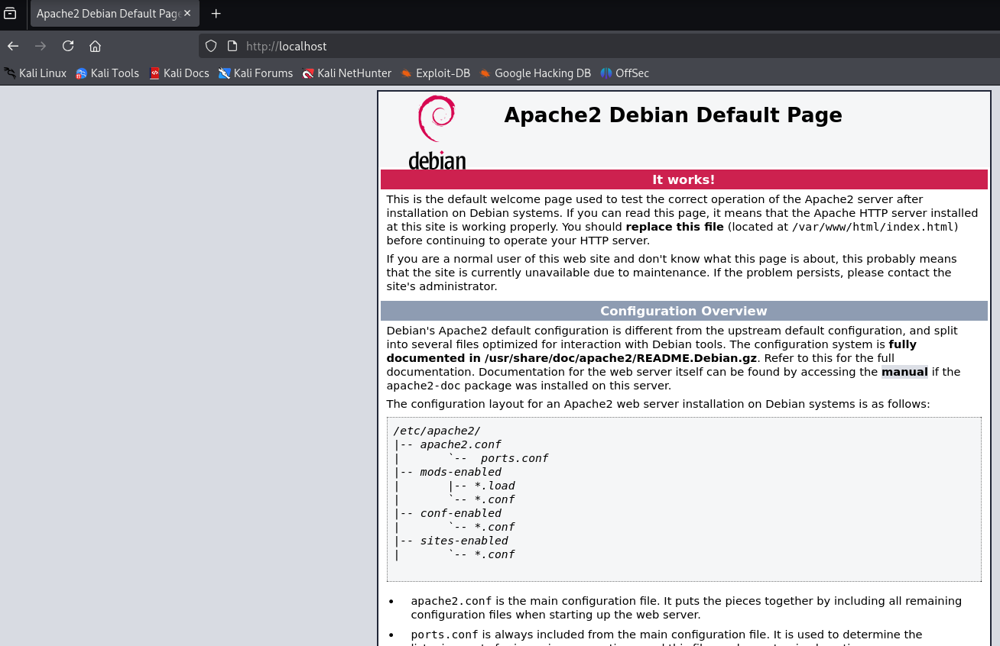 Apache2 Debian Default Pag
http://localhost
Kali Linux Kali Tools Kali Docs Kali Forums Kali NetHunter Exploit-DB Google Hacking DB OffSec
debian
Apache2 Debian Default Page
It works!
This is the default welcome page used to test the correct operation of the Apache2 server after
installation on Debian systems. If you can read this page, it means that the Apache HTTP server installed
at this site is working properly. You should replace this file (located at /var/www/html/index.html)
before continuing to operate your HTTP server.
If you are a normal user of this web site and don't know what this page is about, this probably means
that the site is currently unavailable due to maintenance. If the problem persists, please contact the
site's administrator.
Configuration Overview
Debian's Apache2 default configuration is different from the upstream default configuration, and split
into several files optimized for interaction with Debian tools. The configuration system is fully
documented in /usr/share/doc/apache2/README.Debian.gz. Refer to this for the full
documentation. Documentation for the web server itself can be found by accessing the manual if the
apache2-doc package was installed on this server.
The configuration layout for an Apache2 web server installation on Debian systems is as follows:
/etc/apache2/
|-- apache2.conf
|       `--  ports.conf
|-- mods-enabled
|       |-- *.load
|       `-- *.conf
|-- conf-enabled
|       `-- *.conf
|-- sites-enabled
|       `-- *.conf
• apache2.conf is the main configuration file. It puts the pieces together by including all remaining
configuration files when starting up the web server.
• ports.conf is always included from the main configuration file. It is used to determine the